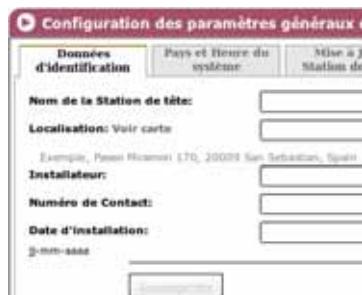 Configuration des paramètres généraux
Données d'identification
Pays et Heure du système
Mise à
Station de
Nom de la Station de tête:
Localisation: Voir carte
Exemple, Paseo Miramon 170, 20009 San Sebastian, Spain
Installateur:
Numéro de Contact:
Date d'installation:
jj-mm-aaaa